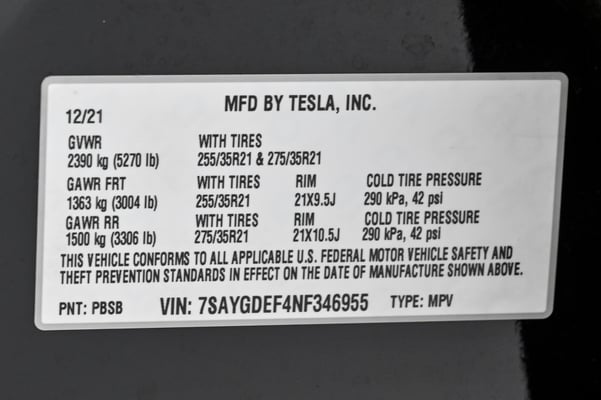 MFD BY TESLA, INC.
12/21
GVWR WITH TIRES
2390 kg (5270 lb) 255/35R21 & 275/35R21
GAWR FRT WITH TIRES RIM COLD TIRE PRESSURE
1363 kg (3004 lb) 255/35R21 21X9.5J 290 kPa, 42 psi
GAWR RR WITH TIRES RIM COLD TIRE PRESSURE
1500 kg (3306 lb) 275/35R21 21X10.5J 290 kPa, 42 psi
THIS VEHICLE CONFORMS TO ALL APPLICABLE U.S. FEDERAL MOTOR VEHICLE SAFETY AND
THEFT PREVENTION STANDARDS IN EFFECT ON THE DATE OF MANUFACTURE SHOWN ABOVE.
PNT: PBSB VIN: 7SAYGDEF4NF346955 TYPE: MPV